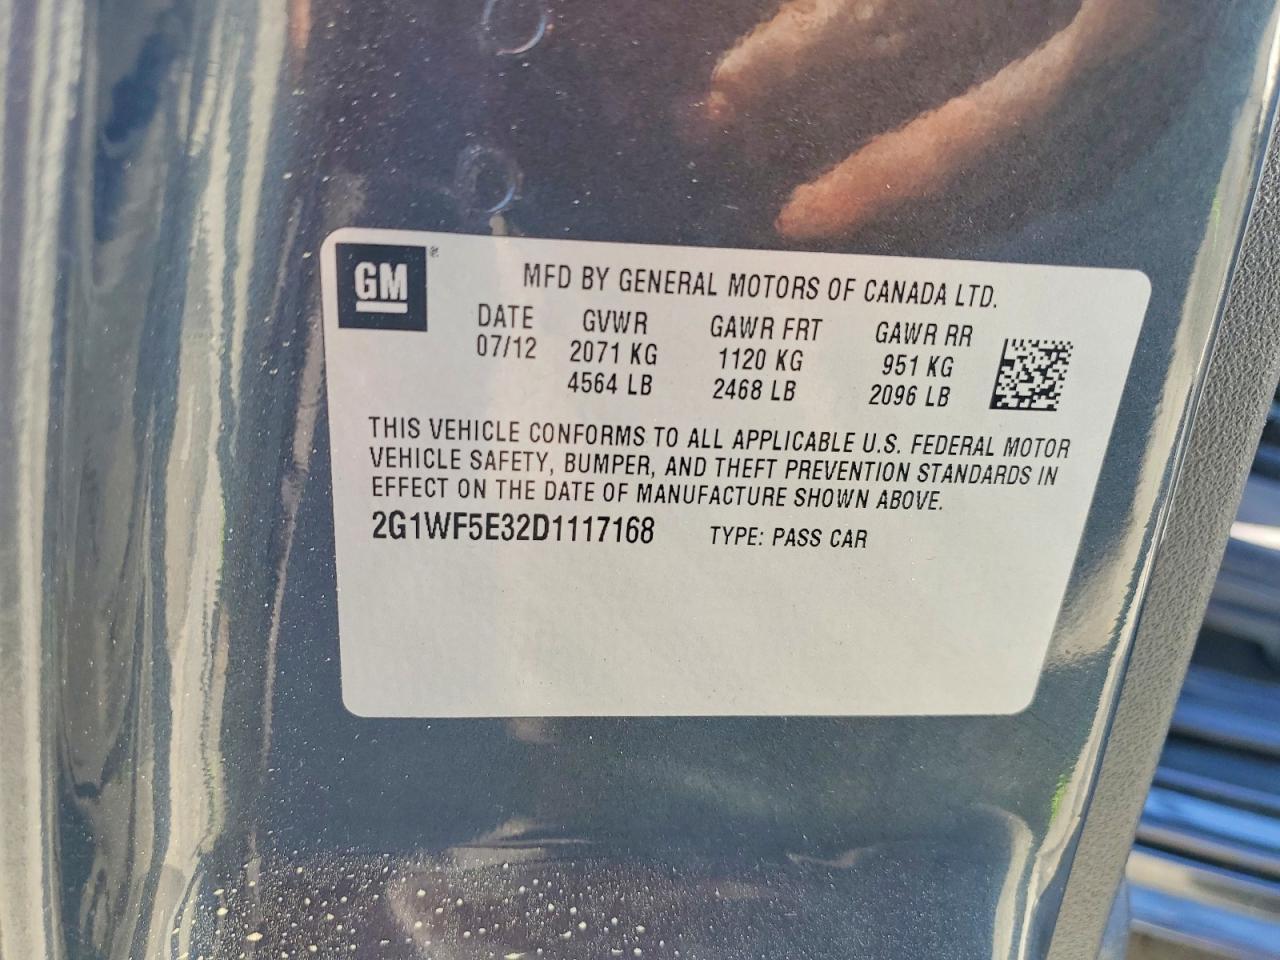 GM®
MFD BY GENERAL MOTORS OF CANADA LTD.
DATE GVWR GAWR FRT GAWR RR
07/12 2071 KG 1120 KG 951 KG
4564 LB 2468 LB 2096 LB
THIS VEHICLE CONFORMS TO ALL APPLICABLE U.S. FEDERAL MOTOR
VEHICLE SAFETY, BUMPER, AND THEFT PREVENTION STANDARDS IN
EFFECT ON THE DATE OF MANUFACTURE SHOWN ABOVE.
2G1WF5E32D1117168 TYPE: PASS CAR